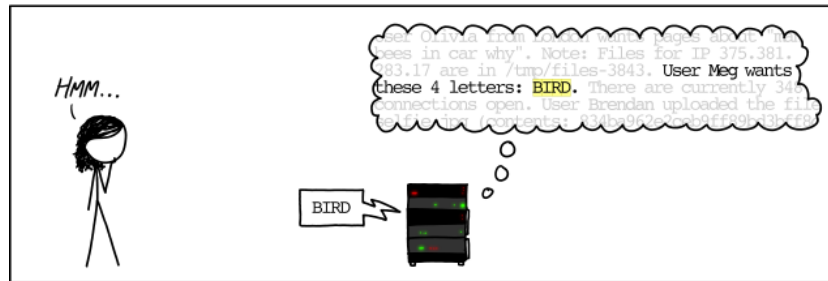 User Olivia from London wants pages about "man
bees in car why". Note: Files for IP 375.381.
283.17 are in /tmp/files-3843. User Meg wants
these 4 letters: BIRD. There are currently 34
connections open. User Brendan uploaded the file
selfie.jpg (contents:
HMM...
BIRD